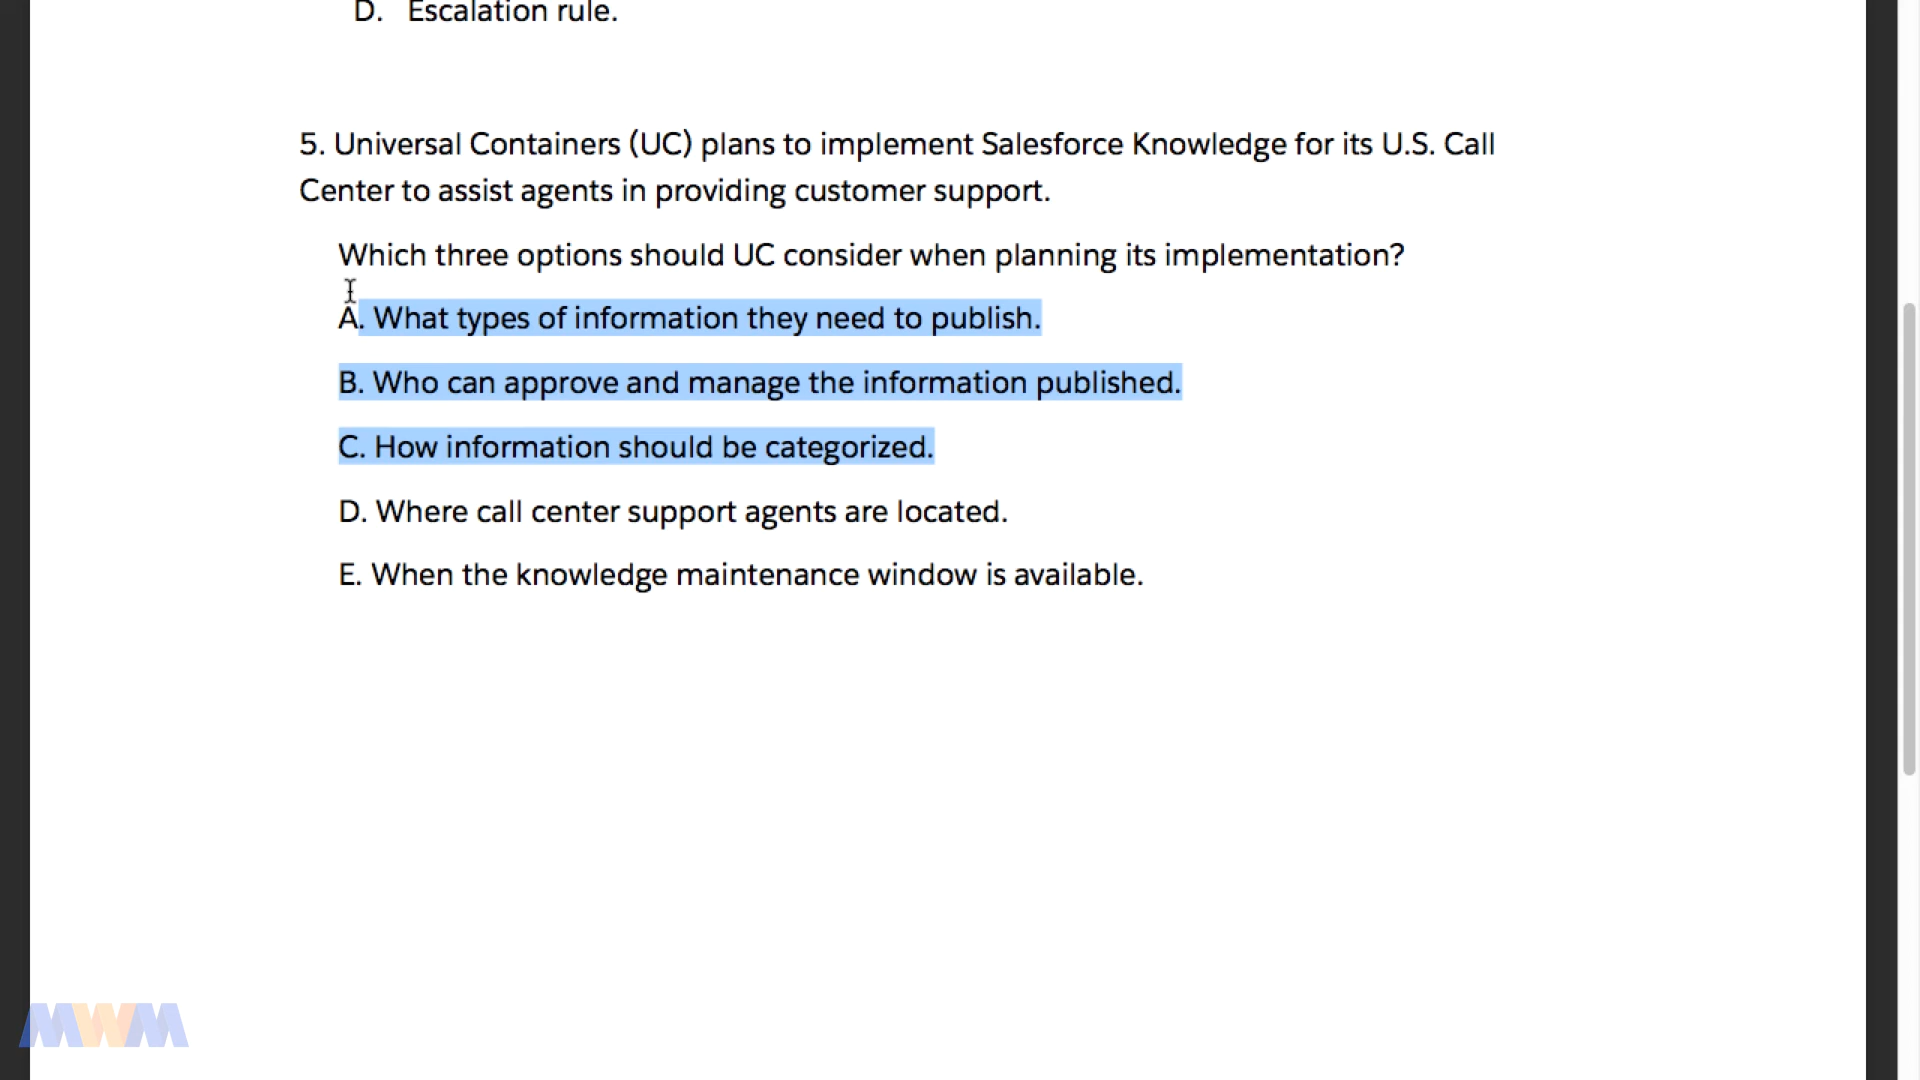 D. Escalation rule.
5. Universal Containers (UC) plans to implement Salesforce Knowledge for its U.S. Call
Center to assist agents in providing customer support.
Which three options should UC consider when planning its implementation?
A. What types of information they need to publish.
B. Who can approve and manage the information published.
C. How information should be categorized.
D. Where call center support agents are located.
E. When the knowledge maintenance window is available.
MWM